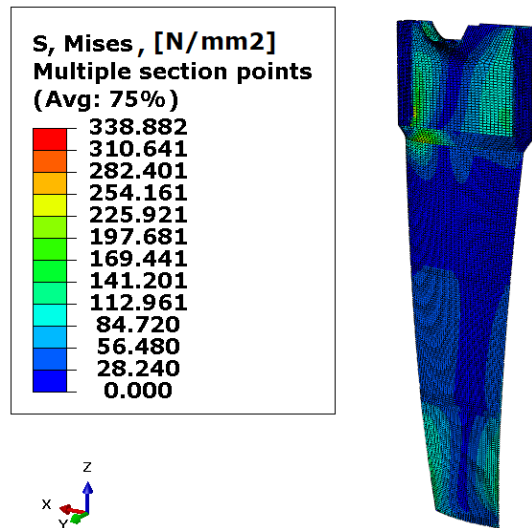 S, Mises, [N/mm2]
Multiple section points
(Avg: 75%)
338.882
310.641
282.401
254.161
225.921
197.681
169.441
141.201
112.961
84.720
56.480
28.240
0.000
Z
X
Y